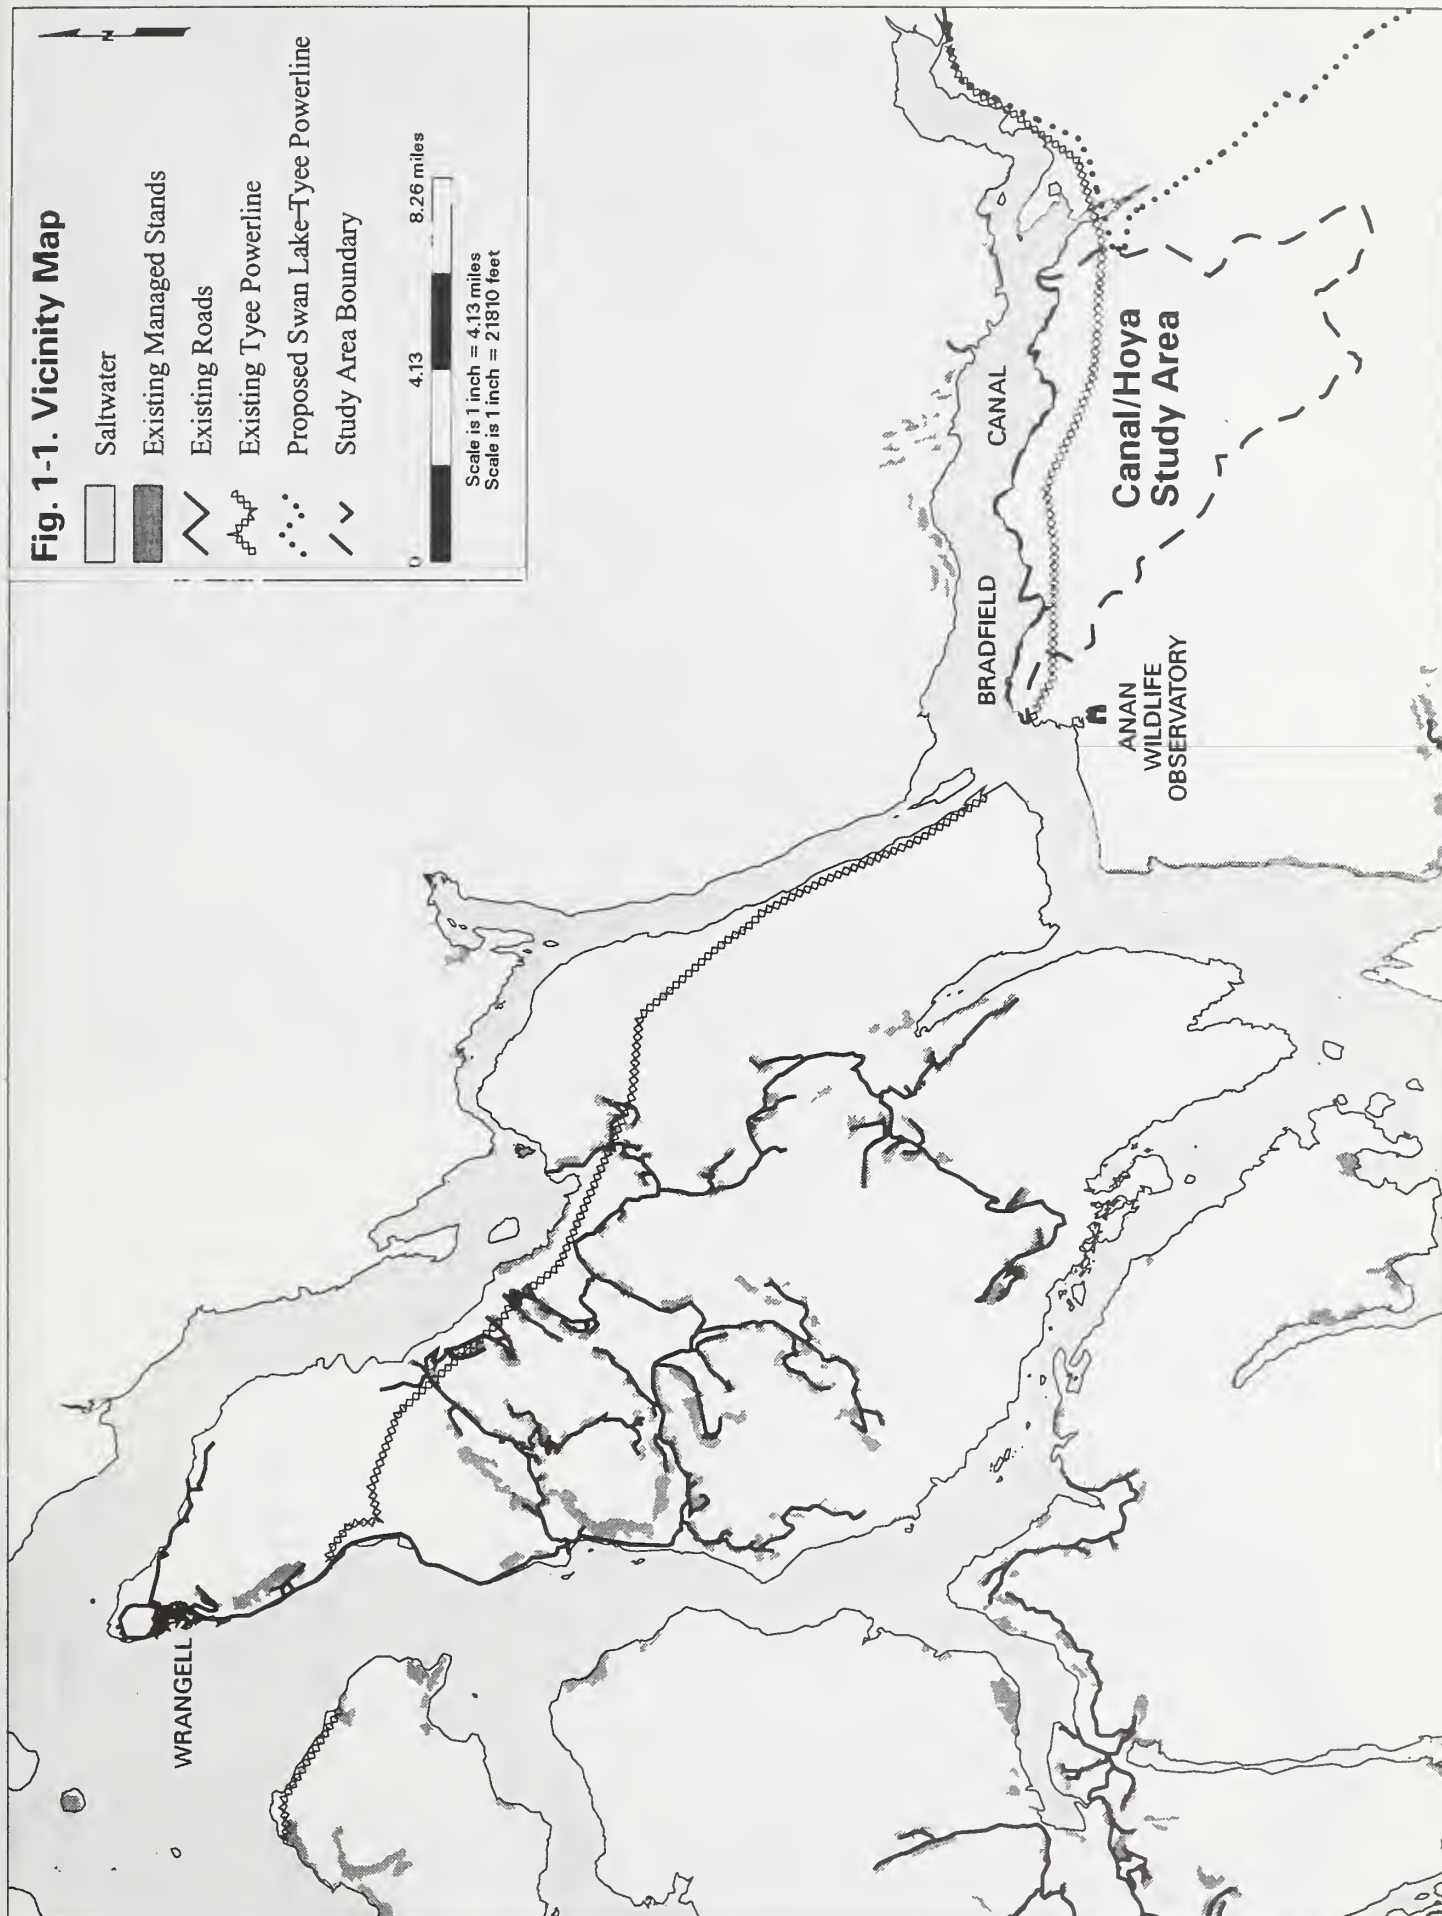 Fig. 1-1. Vicinity Map
N
Saltwater
Existing Managed Stands
Existing Roads
Existing Tyee Powerline
Proposed Swan Lake-Tyee Powerline
Study Area Boundary
0 4.13 8.26 miles
Scale is 1 inch = 4.13 miles
Scale is 1 inch = 21810 feet
WRANGELL
BRADFIELD CANAL
Canal/Hoya
Study Area
ANAN
WILDLIFE
OBSERVATORY